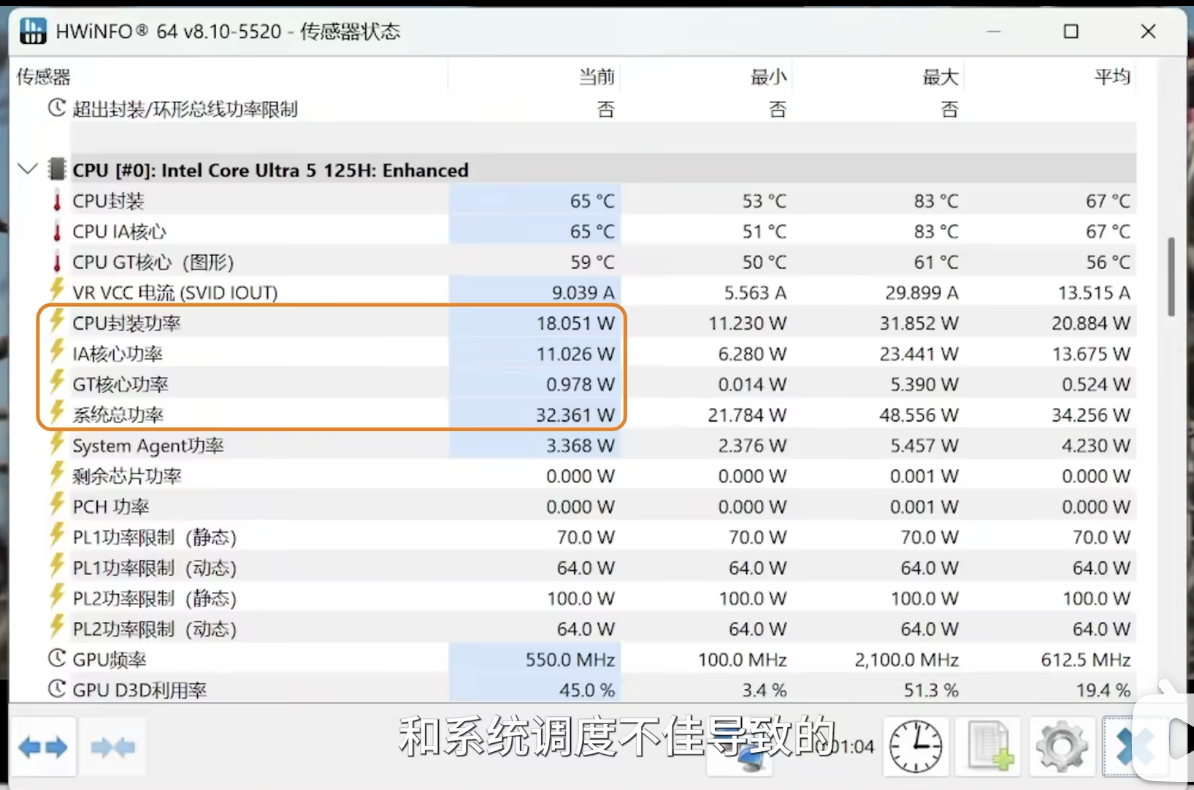 HWiNFO® 64 v8.10-5520 - 传感器状态
传感器 当前 最小 最大 平均
超出封装/环形总线功率限制 否 否 否
CPU [#0]: Intel Core Ultra 5 125H: Enhanced
CPU封装 65 °C 53 °C 83 °C 67 °C
CPU IA核心 65 °C 51 °C 83 °C 67 °C
CPU GT核心（图形） 59 °C 50 °C 61 °C 56 °C
VR VCC 电流 (SVID IOUT) 9.039 A 5.563 A 29.899 A 13.515 A
CPU封装功率 18.051 W 11.230 W 31.852 W 20.884 W
IA核心功率 11.026 W 6.280 W 23.441 W 13.675 W
GT核心功率 0.978 W 0.014 W 5.390 W 0.524 W
系统总功率 32.361 W 21.784 W 48.556 W 34.256 W
System Agent功率 3.368 W 2.376 W 5.457 W 4.230 W
剩余芯片功率 0.000 W 0.000 W 0.001 W 0.000 W
PCH 功率 0.000 W 0.000 W 0.001 W 0.000 W
PL1功率限制（静态） 70.0 W 70.0 W 70.0 W 70.0 W
PL1功率限制（动态） 64.0 W 64.0 W 64.0 W 64.0 W
PL2功率限制（静态） 100.0 W 100.0 W 100.0 W 100.0 W
PL2功率限制（动态） 64.0 W 64.0 W 64.0 W 64.0 W
GPU频率 550.0 MHz 100.0 MHz 2,100.0 MHz 612.5 MHz
GPU D3D利用率 45.0 % 3.4 % 51.3 % 19.4 %
和系统调度不佳导致的
01:04